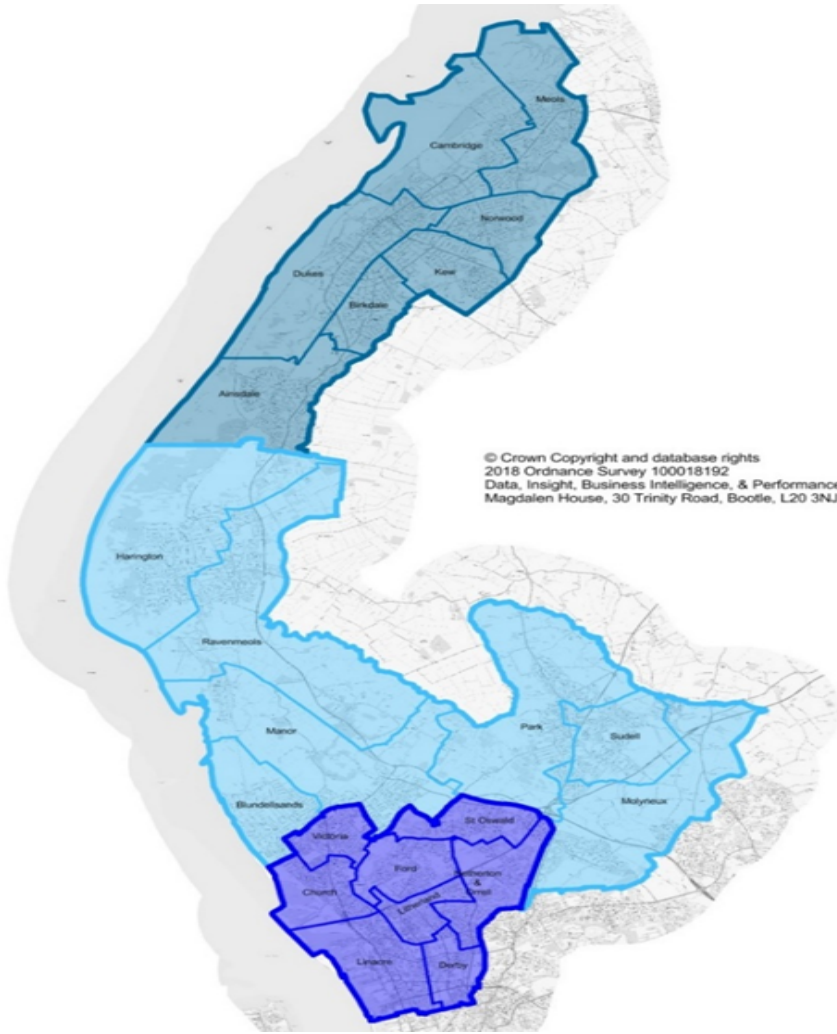 Meols
Cambridge
Norwood
Dukes
Kew
Birkdale
Ainsdale
© Crown Copyright and database rights
2018 Ordnance Survey 100018192
Data, Insight, Business Intelligence, & Performance
Magdalen House, 30 Trinity Road, Bootle, L20 3NJ
Harington
Ravenmeols
Park
Manor
Sudell
Blundellsands
Molyneux
St Oswald
Victoria
Ford
Netherton
&
Orrell
Church
Litherland
Linacre
Derby